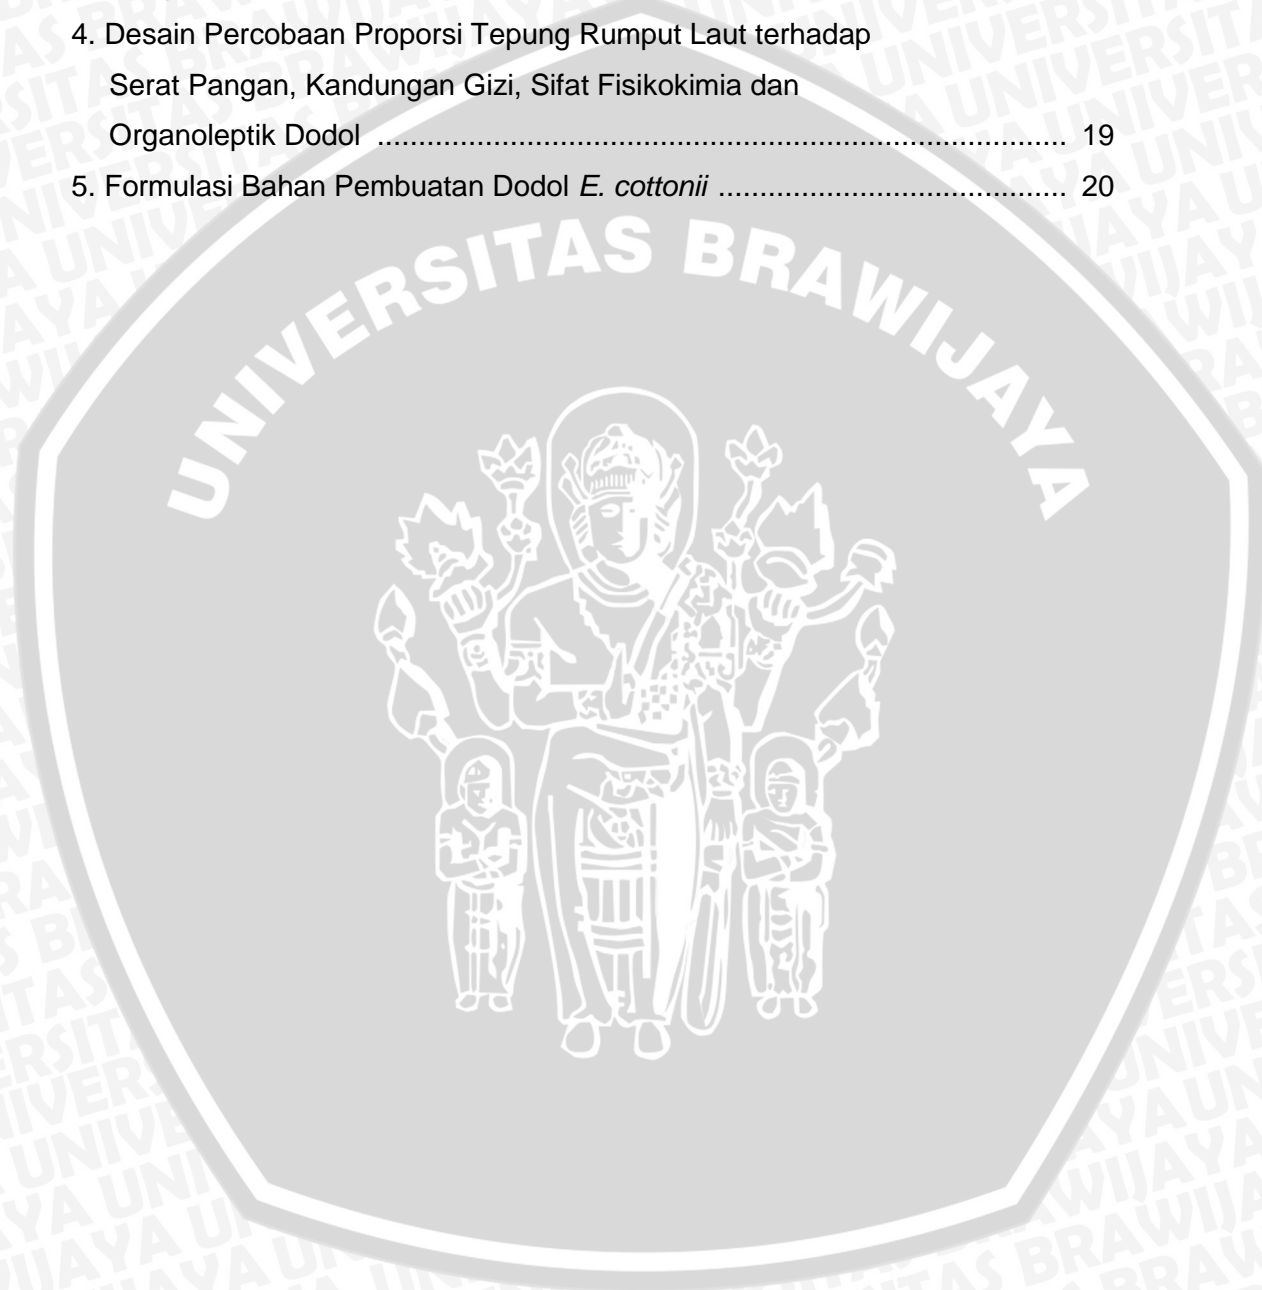 4. Desain Percobaan Proporsi Tepung Rumput Laut terhadap
Serat Pangan, Kandungan Gizi, Sifat Fisikokimia dan
Organoleptik Dodol .................................................................................... 19
5. Formulasi Bahan Pembuatan Dodol E. cottonii .......................................... 20
UNIVERSITAS BRAWIJAYA